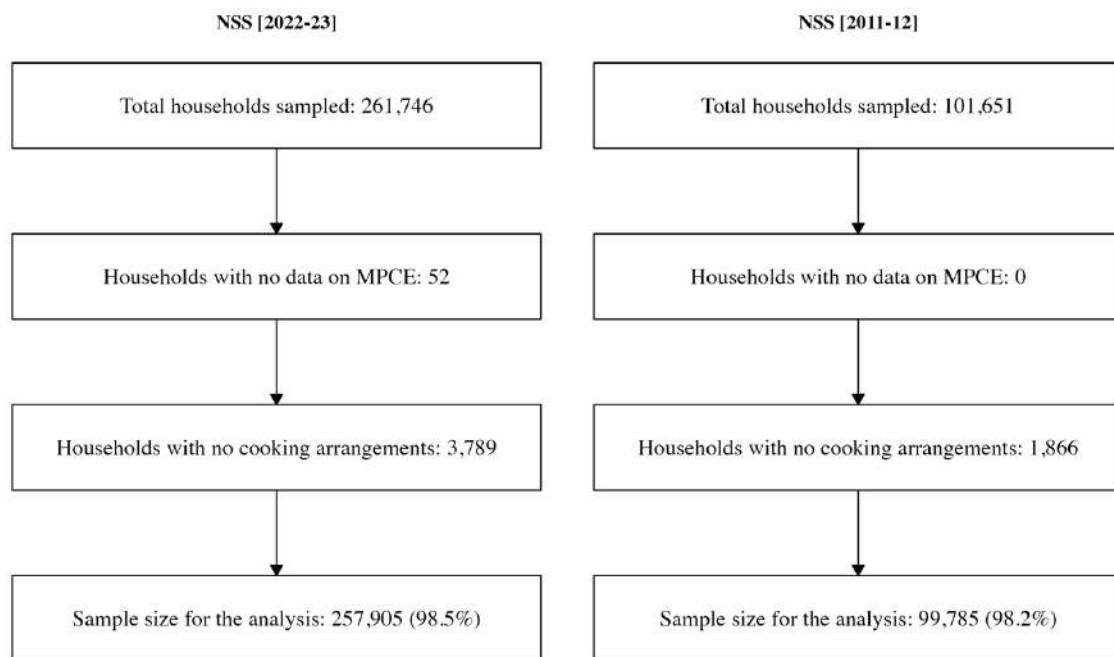 NSS [2022-23]
Total households sampled: 261,746
Households with no data on MPCE: 52
Households with no cooking arrangements: 3,789
Sample size for the analysis: 257,905 (98.5%)
NSS [2011-12]
Total households sampled: 101,651
Households with no data on MPCE: 0
Households with no cooking arrangements: 1,866
Sample size for the analysis: 99,785 (98.2%)